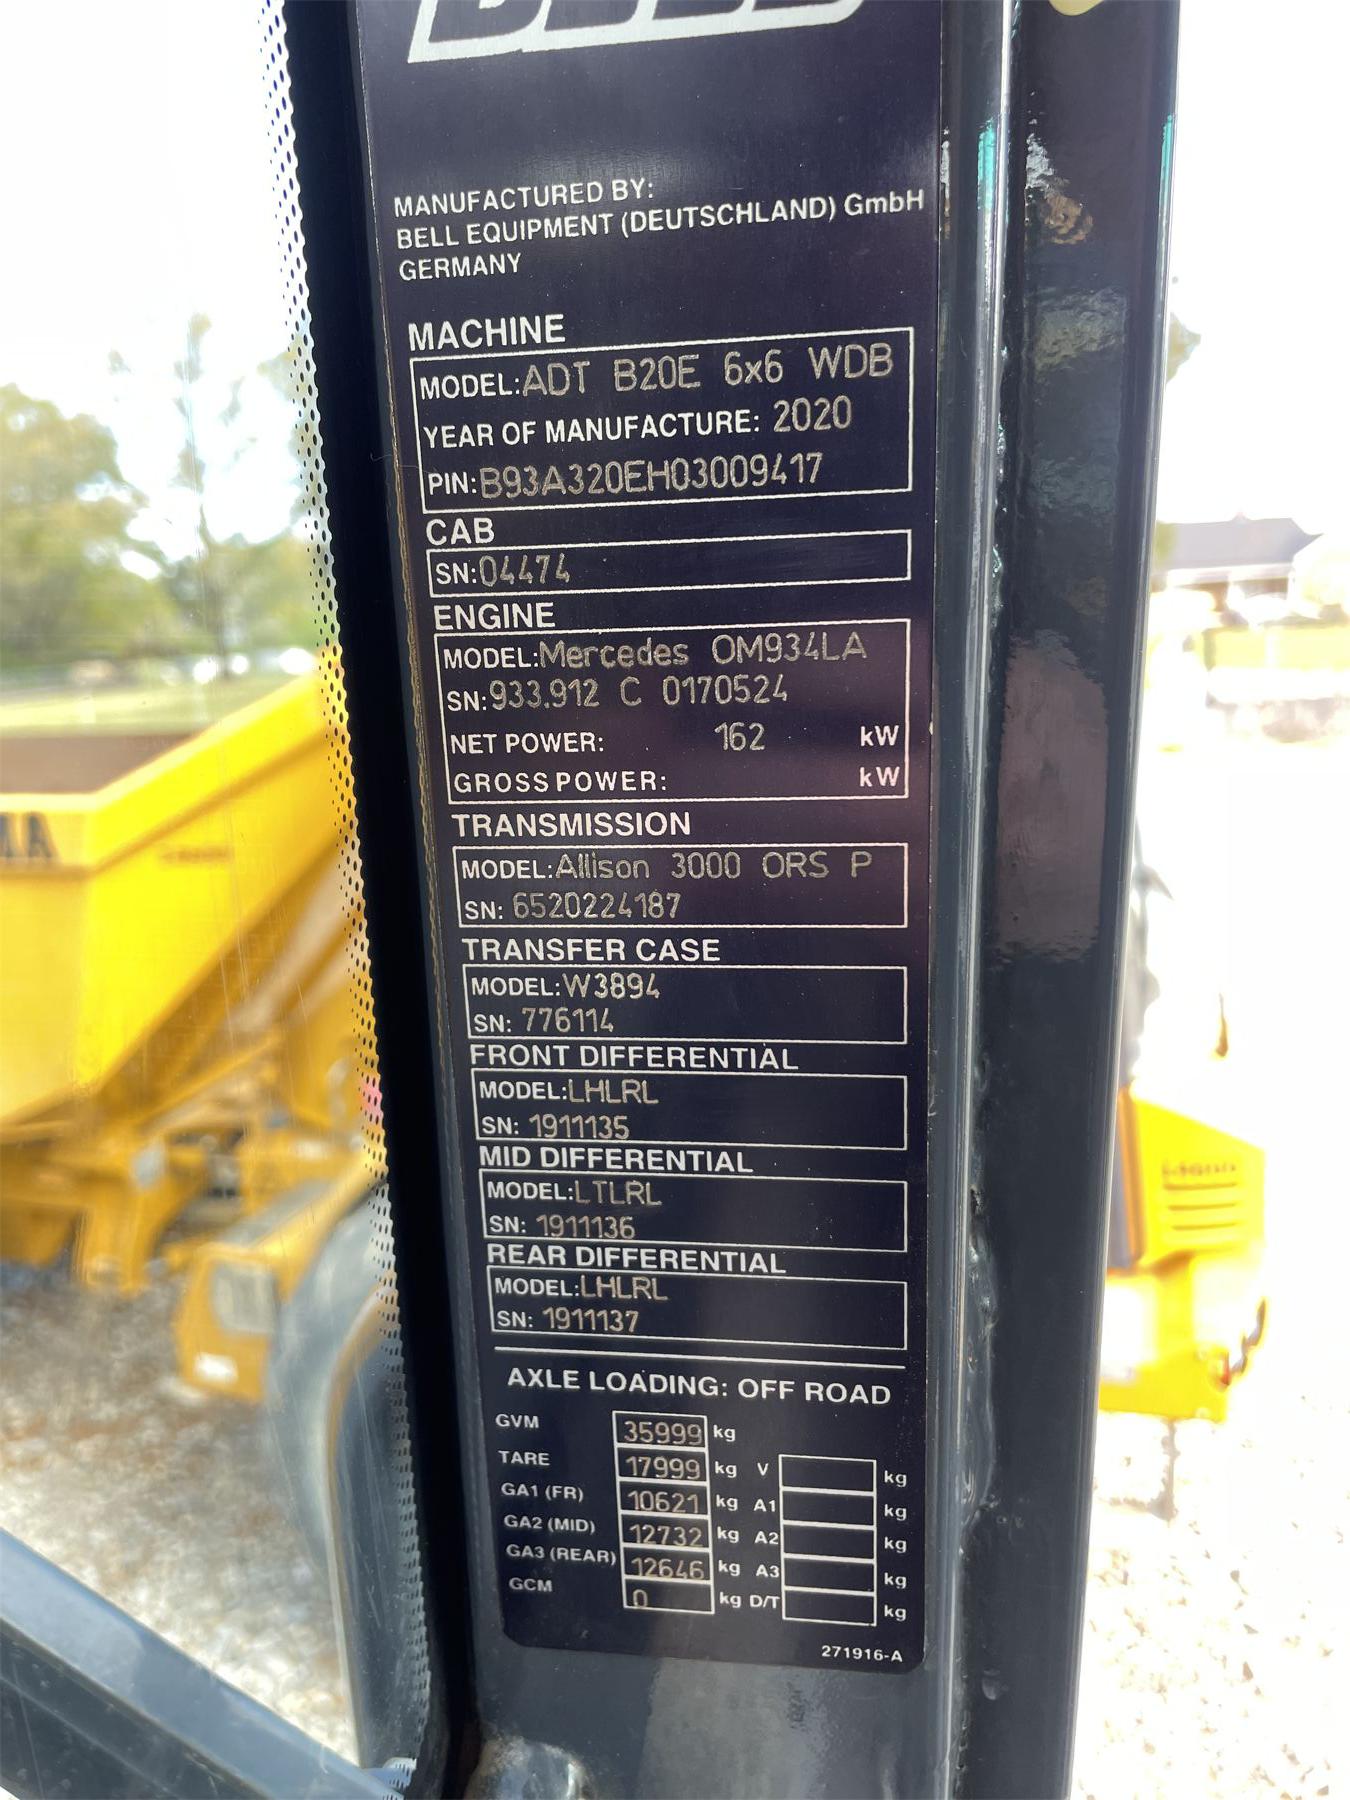 BELL
MANUFACTURED BY:
BELL EQUIPMENT (DEUTSCHLAND) GmbH
GERMANY
MACHINE
MODEL: ADT B20E 6x6 WDB
YEAR OF MANUFACTURE: 2020
PIN: B93A320EH03009417
CAB
SN: 04474
ENGINE
MODEL: Mercedes OM934LA
SN: 933.912 C 0170524
NET POWER: 162 kW
GROSS POWER: kW
TRANSMISSION
MODEL: Allison 3000 ORS P
SN: 6520224187
TRANSFER CASE
MODEL: W3894
SN: 776114
FRONT DIFFERENTIAL
MODEL: LHLRL
SN: 1911135
MID DIFFERENTIAL
MODEL: LTLRL
SN: 1911136
REAR DIFFERENTIAL
MODEL: LHLRL
SN: 1911137
AXLE LOADING: OFF ROAD
GVM 35999 kg
TARE 17999 kg V kg
GA1 (FR) 10621 kg A1 kg
GA2 (MID) 12732 kg A2 kg
GA3 (REAR) 12646 kg A3 kg
GCM 0 kg D/T kg
271916-A